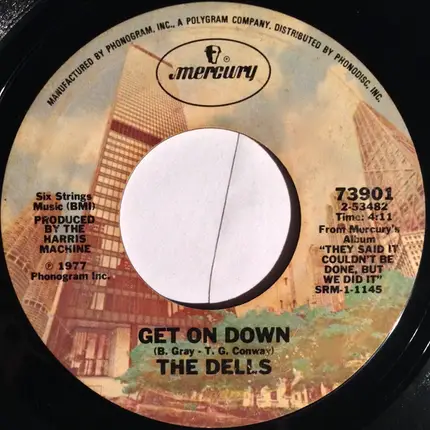 MANUFACTURED BY PHONOGRAM, INC., A POLYGRAM COMPANY. DISTRIBUTED BY PHONODISC, INC.
mercury ®
Six Strings
Music (BMI)
PRODUCED
BY THE
HARRIS
MACHINE
℗ 1977
Phonogram Inc.
73901
2-53482
Time: 4:11
From Mercury's
Album
"THEY SAID IT
COULDN'T BE
DONE, BUT
WE DID IT"
SRM-1-1145
GET ON DOWN
(B. Gray - T. G. Conway)
THE DELLS